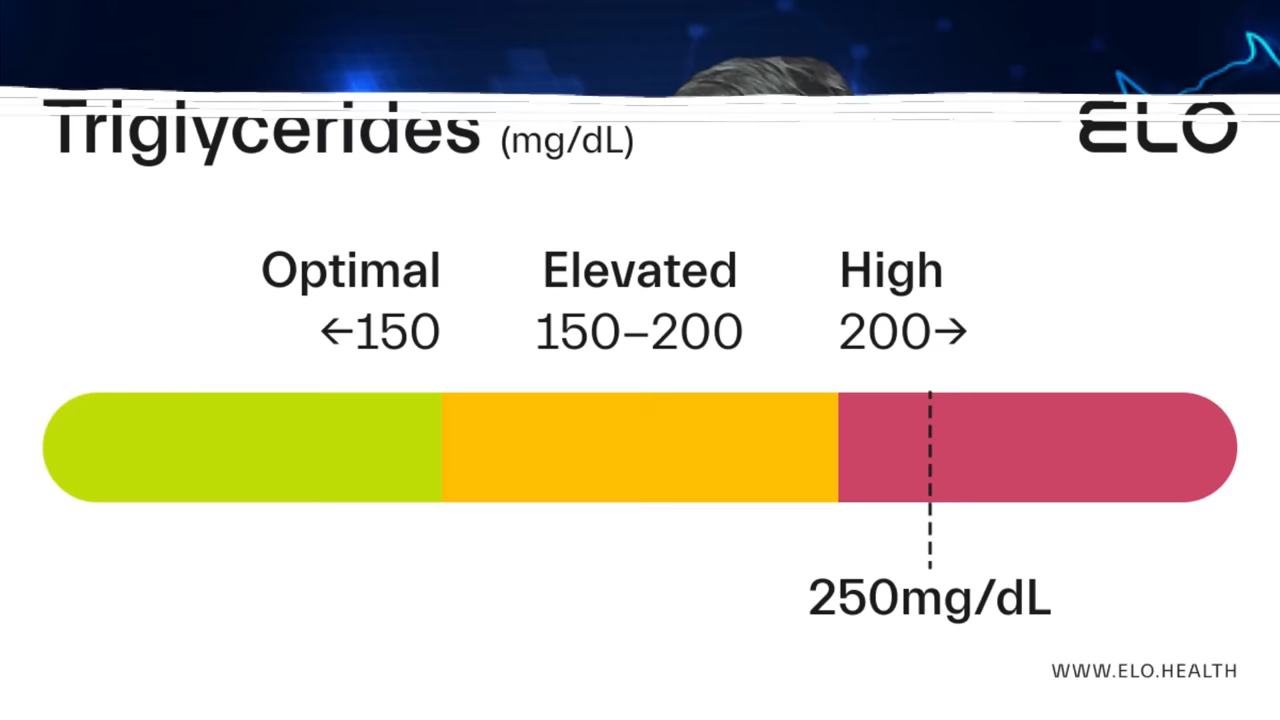 Triglycerides (mg/dL)
ELO
Optimal
←150
Elevated
150–200
High
200→
250mg/dL
WWW.ELO.HEALTH